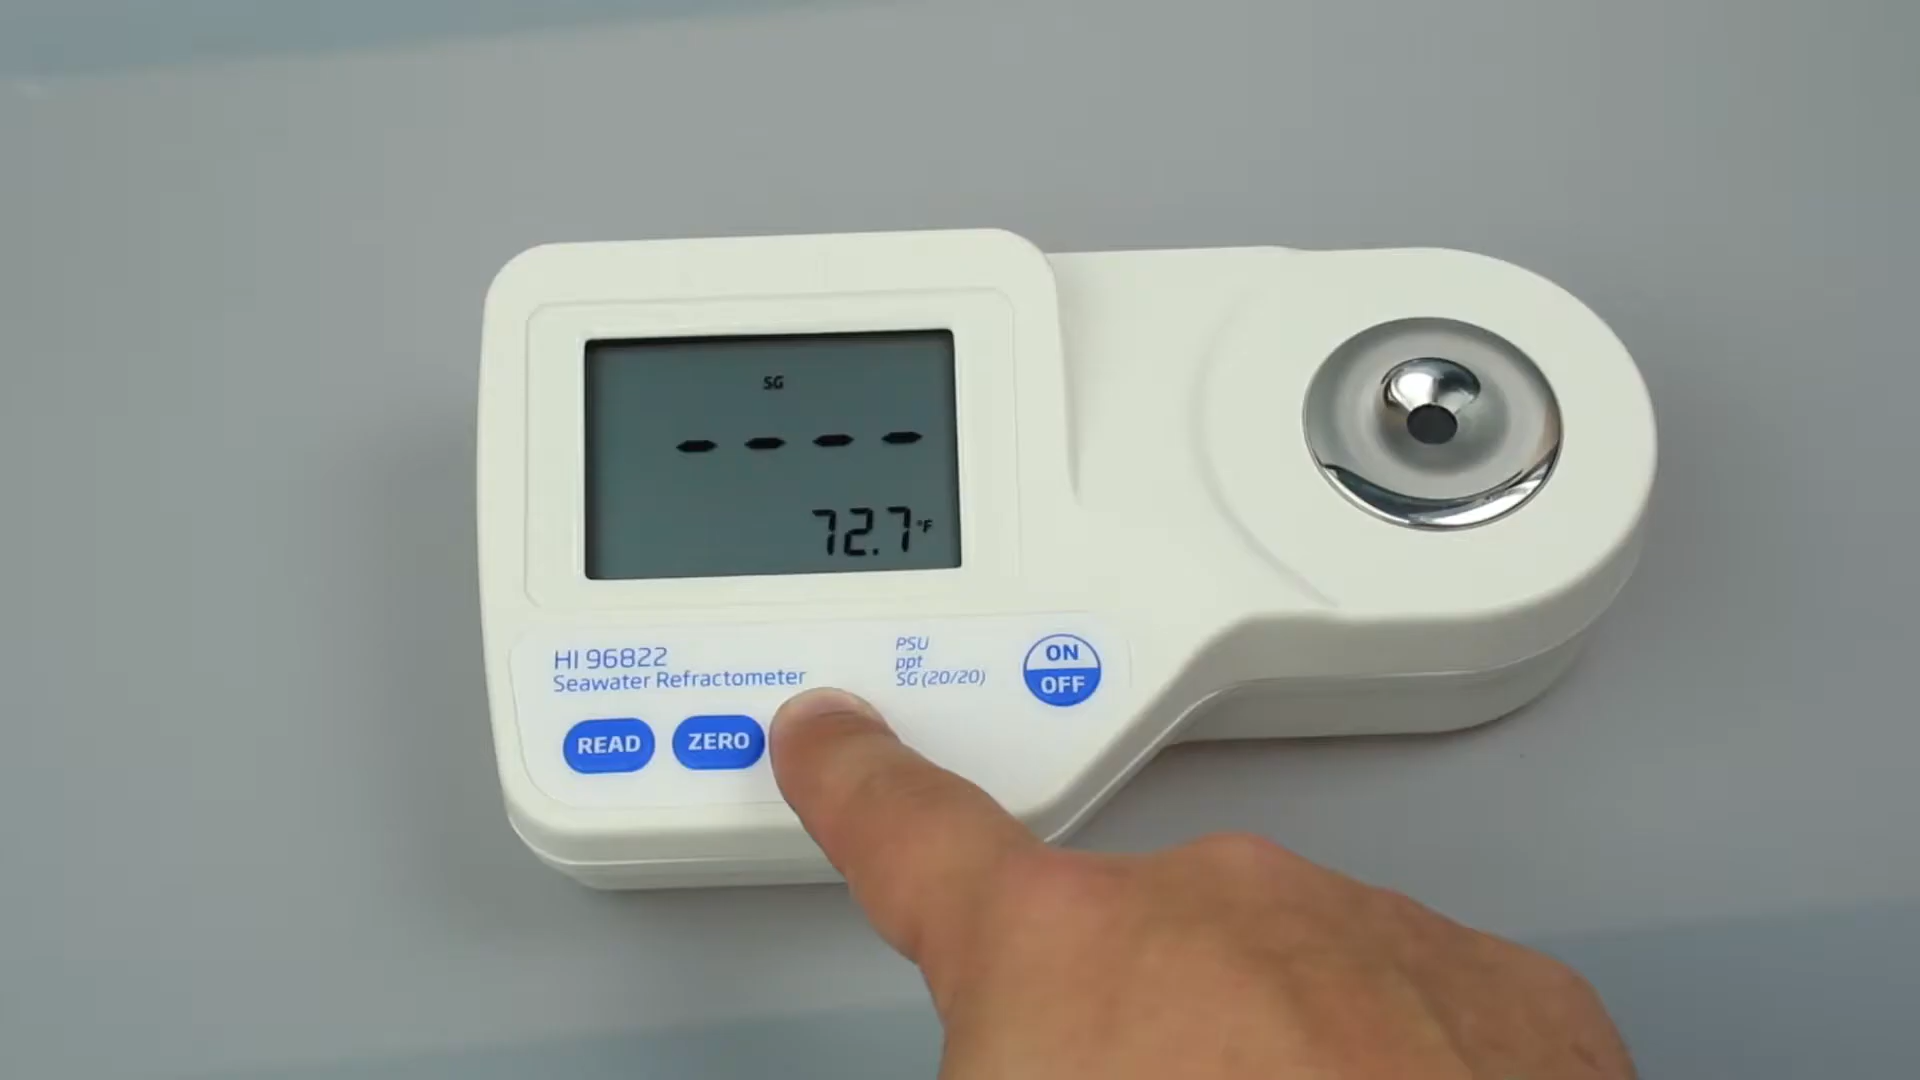 SG
- - - -
72.7°F
HI 96822
Seawater Refractometer
PSU
ppt
SG (20/20)
ON
OFF
READ
ZERO